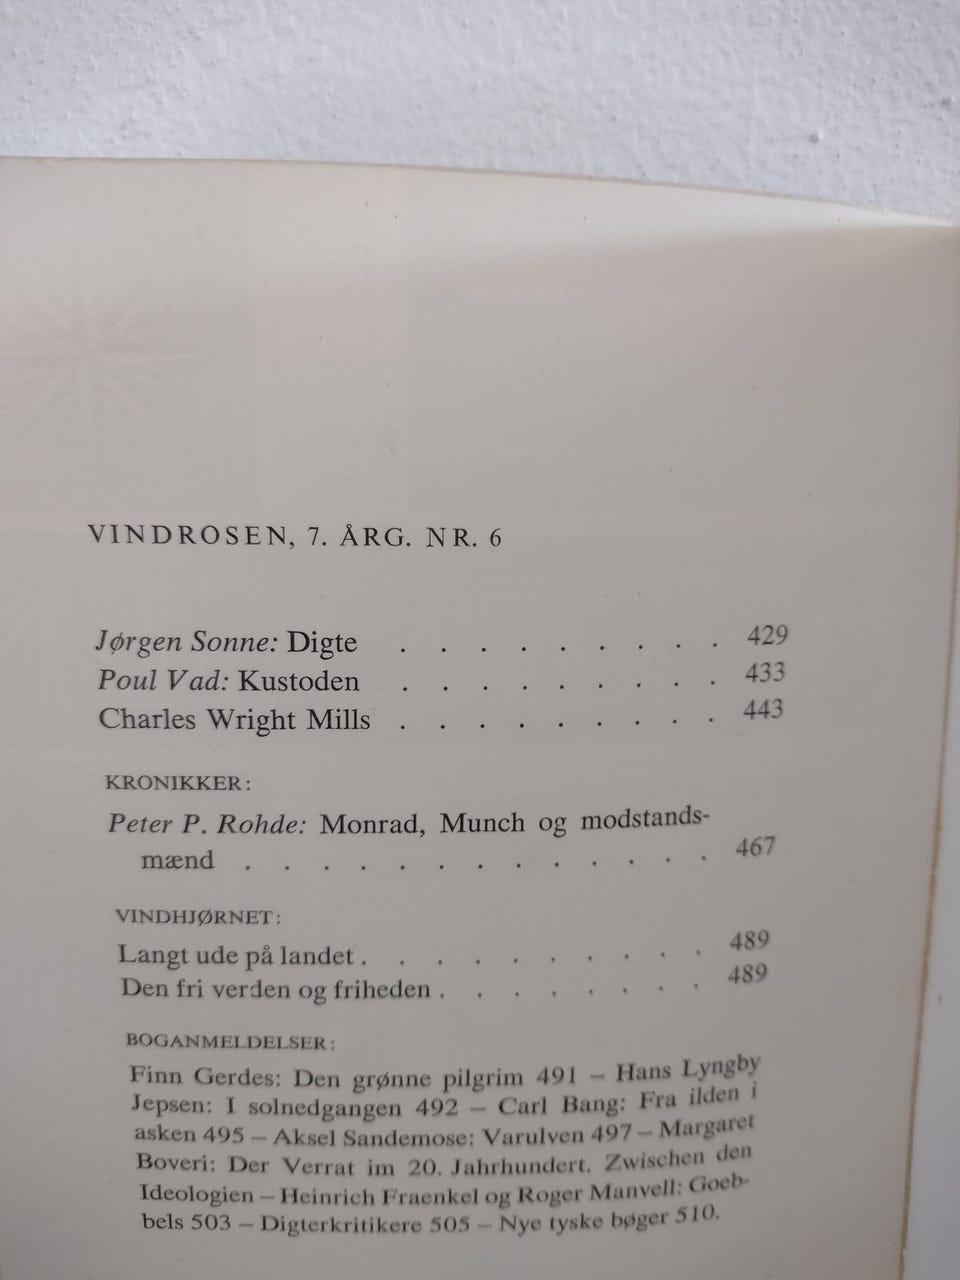 VINDROSEN, 7. ÅRG. NR. 6
Jørgen Sonne: Digte . . . . . . . . . 429
Poul Vad: Kustoden . . . . . . . . . 433
Charles Wright Mills . . . . . . . . . 443
KRONIKKER:
Peter P. Rohde: Monrad, Munch og modstands-
mænd . . . . . . . . . . . . . 467
VINDHJØRNET:
Langt ude på landet . . . . . . . . . . 489
Den fri verden og friheden . . . . . . . . 489
BOGANMELDELSER:
Finn Gerdes: Den grønne pilgrim 491 – Hans Lyngby
Jepsen: I solnedgangen 492 – Carl Bang: Fra ilden i
asken 495 – Aksel Sandemose: Varulven 497 – Margaret
Boveri: Der Verrat im 20. Jahrhundert. Zwischen den
Ideologien – Heinrich Fraenkel og Roger Manvell: Goeb-
bels 503 – Digterkritikere 505 – Nye tyske bøger 510.